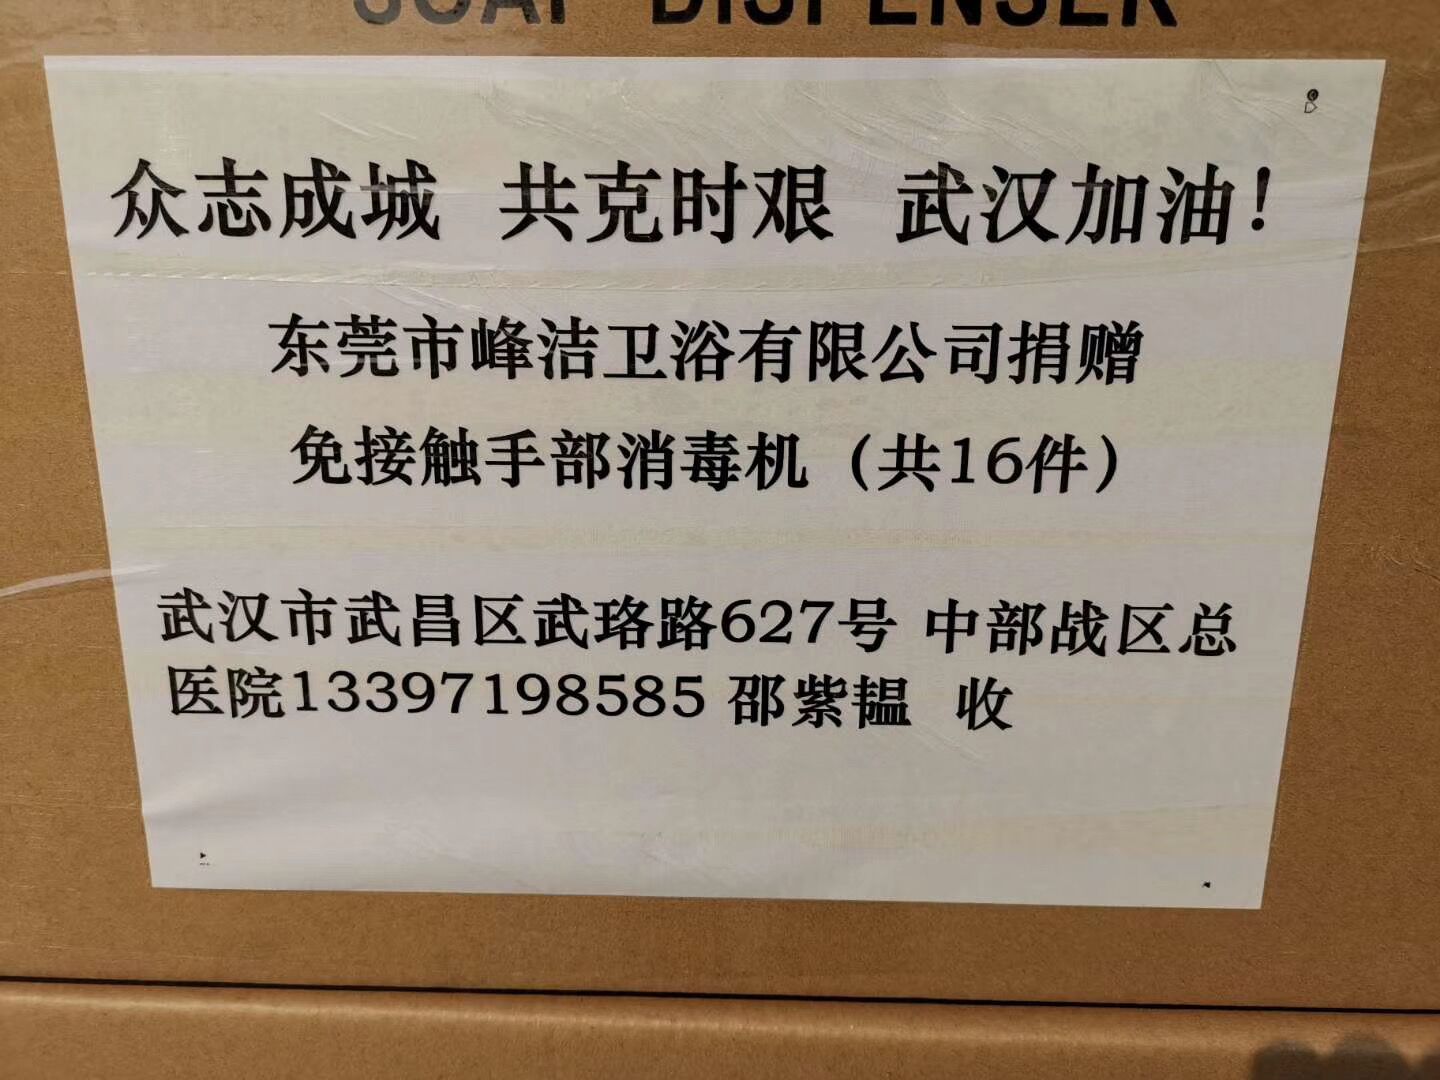 SOAP DISPENSER
众志成城 共克时艰 武汉加油!
东莞市峰洁卫浴有限公司捐赠
免接触手部消毒机（共16件）
武汉市武昌区武珞路627号 中部战区总
医院13397198585 邵紫韫 收